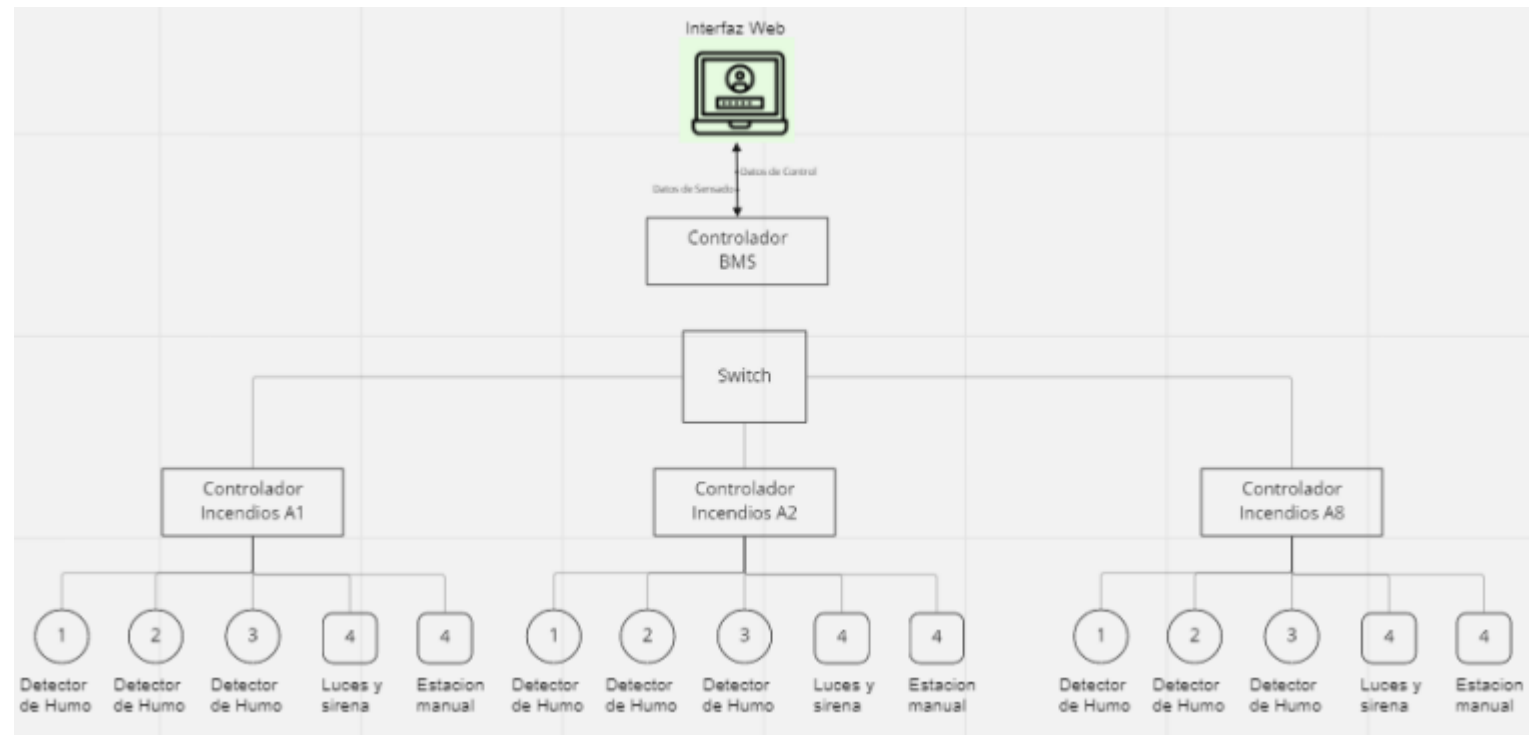 Interfaz Web
Datos de Control
Datos de Sensado
Controlador
BMS
Switch
Controlador
Incendios A1
Controlador
Incendios A2
Controlador
Incendios A8
1
2
3
4
4
1
2
3
4
4
1
2
3
4
4
Detector
de Humo
Detector
de Humo
Detector
de Humo
Luces y
sirena
Estacion
manual
Detector
de Humo
Detector
de Humo
Detector
de Humo
Luces y
sirena
Estacion
manual
Detector
de Humo
Detector
de Humo
Detector
de Humo
Luces y
sirena
Estacion
manual